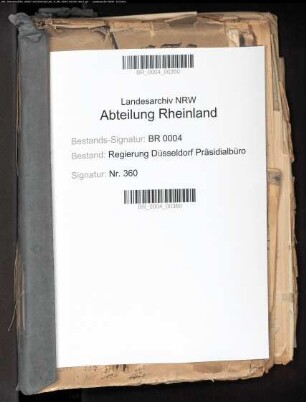 BR_0004_00360
Landesarchiv NRW
Abteilung Rheinland
Bestands-Signatur: BR 0004
Bestand: Regierung Düsseldorf Präsidialbüro
Signatur: Nr. 360
BR_0004_00360